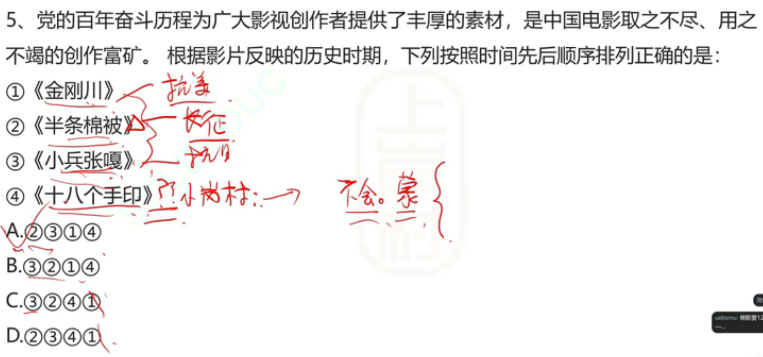 5、党的百年奋斗历程为广大影视创作者提供了丰厚的素材，是中国电影取之不尽、用之
不竭的创作富矿。 根据影片反映的历史时期，下列按照时间先后顺序排列正确的是：
①《金刚川》 抗美
②《半条棉被》 长征
③《小兵张嘎》 抗日
④《十八个手印》 小岗村： → 不会。蒙
A.②③①④
B.③②①④
C.③②④①
D.②③④①